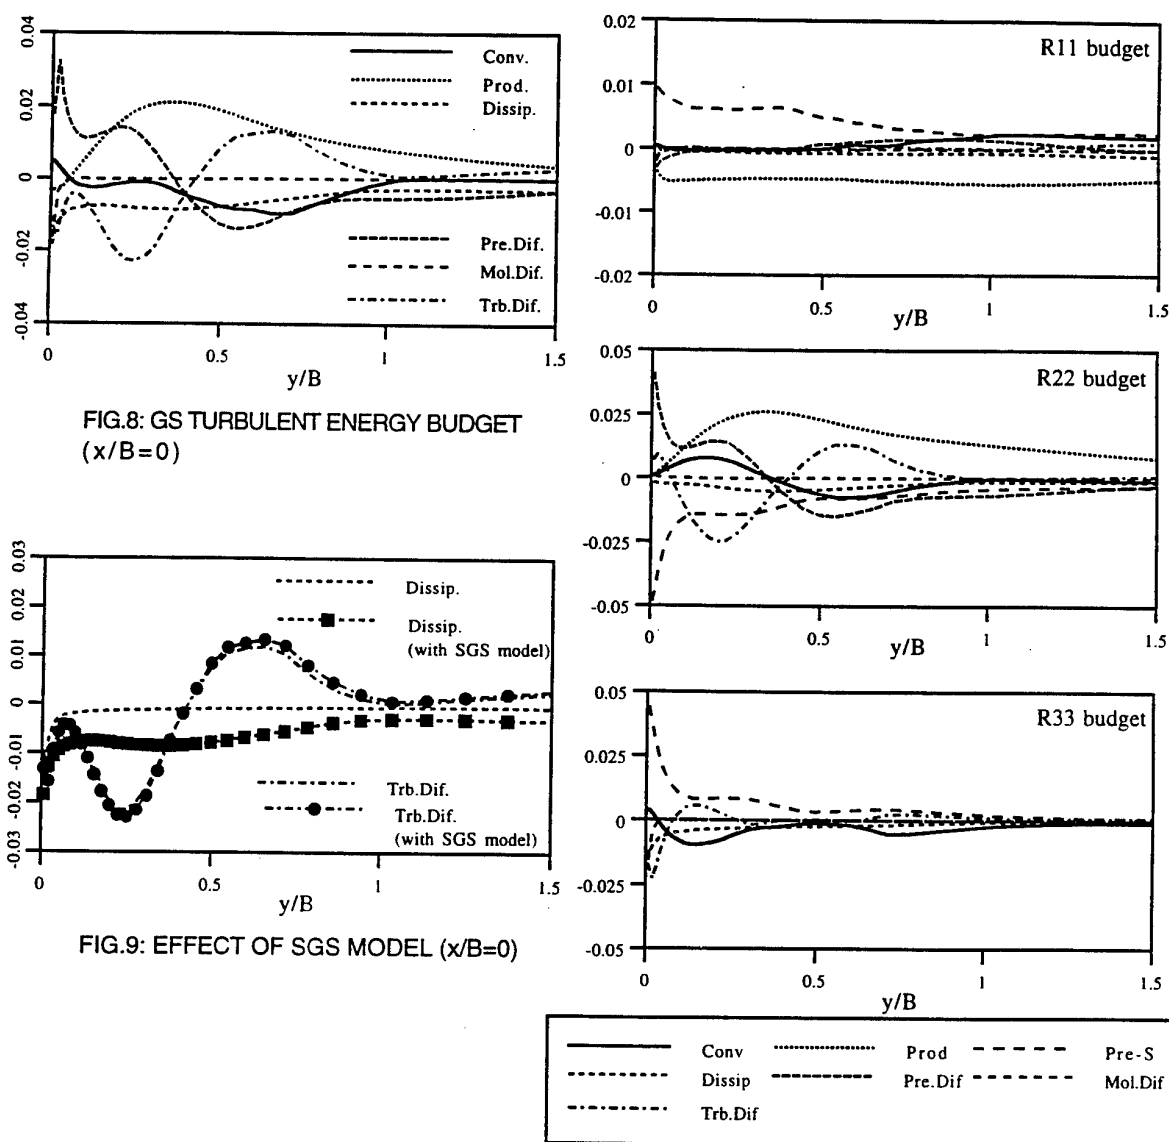 0.04
0.02
0
-0.02
-0.04
Conv.
Prod.
Dissip.
Pre.Dif.
Mol.Dif.
Trb.Dif.
0
0.5
1
1.5
y/B
FIG.8: GS TURBULENT ENERGY BUDGET
(x/B=0)
0.03
0.02
0.01
0
-0.01
-0.02
-0.03
Dissip.
Dissip.
(with SGS model)
Trb.Dif.
Trb.Dif.
(with SGS model)
0
0.5
1
1.5
y/B
FIG.9: EFFECT OF SGS MODEL (x/B=0)
0.02
0.01
0
-0.01
-0.02
R11 budget
0
0.5
1
1.5
y/B
0.05
0.025
0
-0.025
-0.05
R22 budget
0
0.5
1
1.5
y/B
0.05
0.025
0
-0.025
-0.05
R33 budget
0
0.5
1
1.5
y/B
Conv
Prod
Pre-S
Dissip
Pre.Dif
Mol.Dif
Trb.Dif